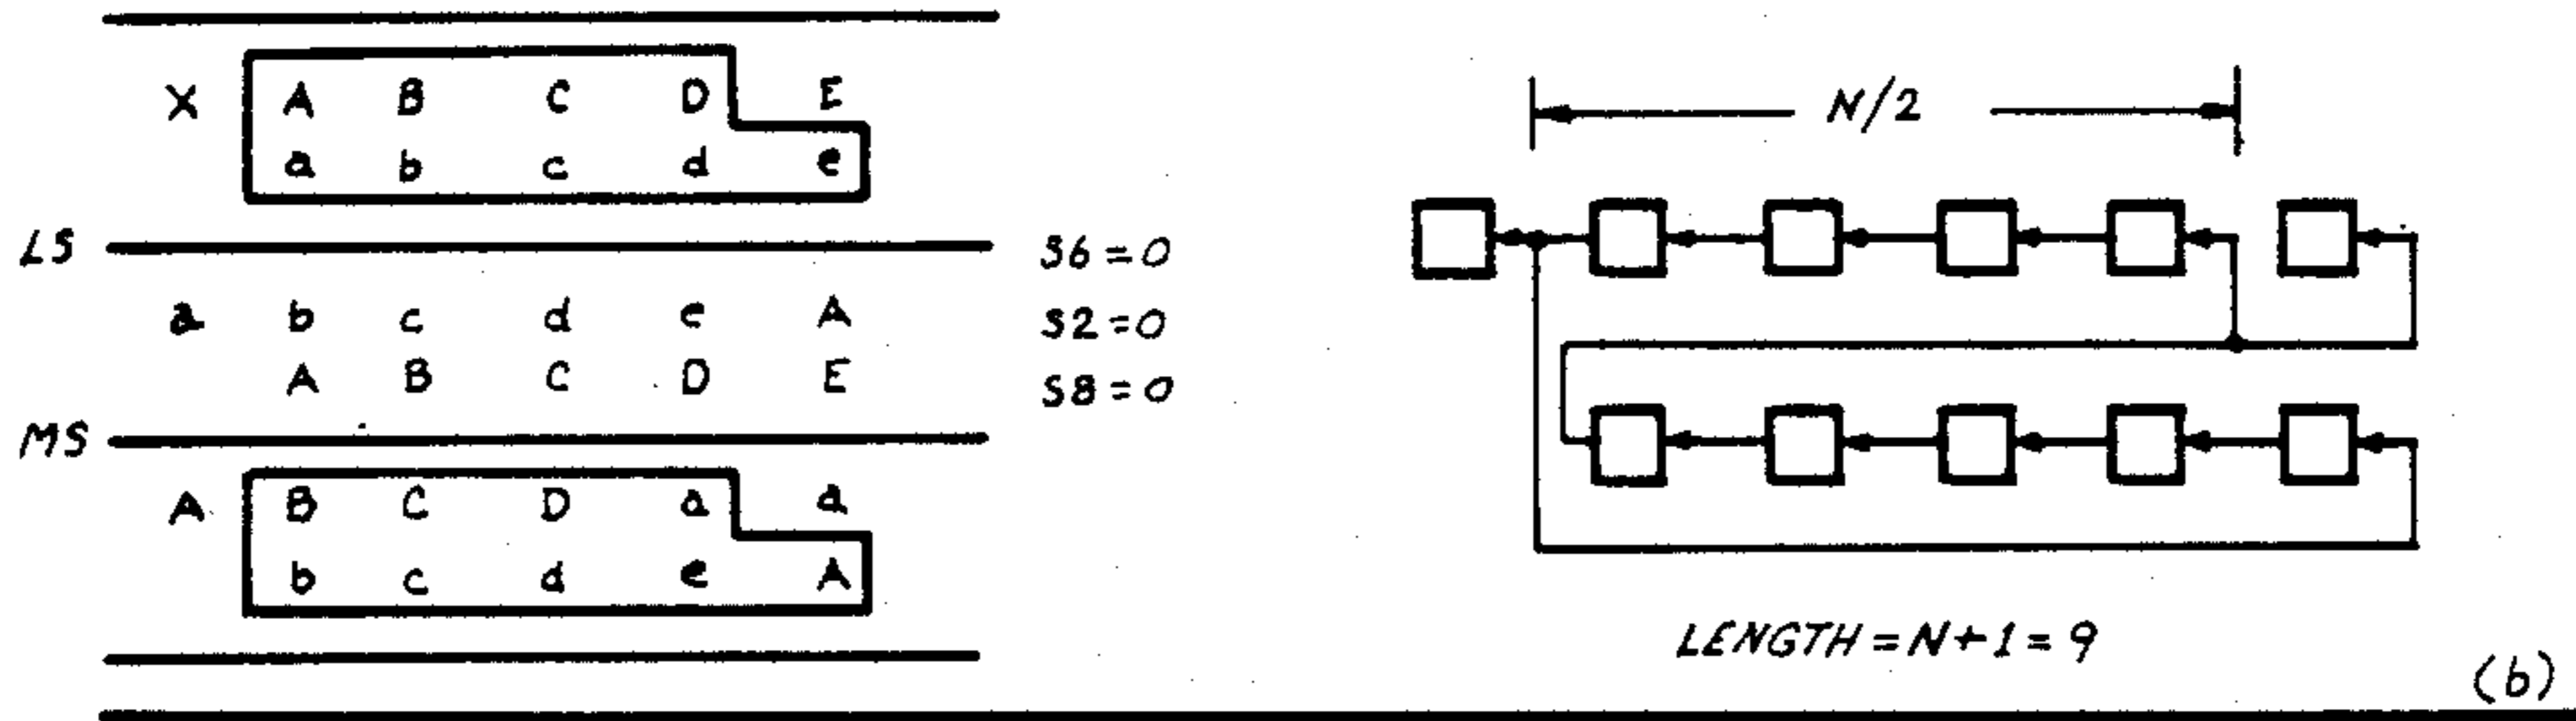 X A B C D E
a b c d e
LS
a b c d e A
A B C D E
MS
A B C D a a
b c d e A
S6=0
S2=0
S8=0
N/2
LENGTH=N+1=9
(b)